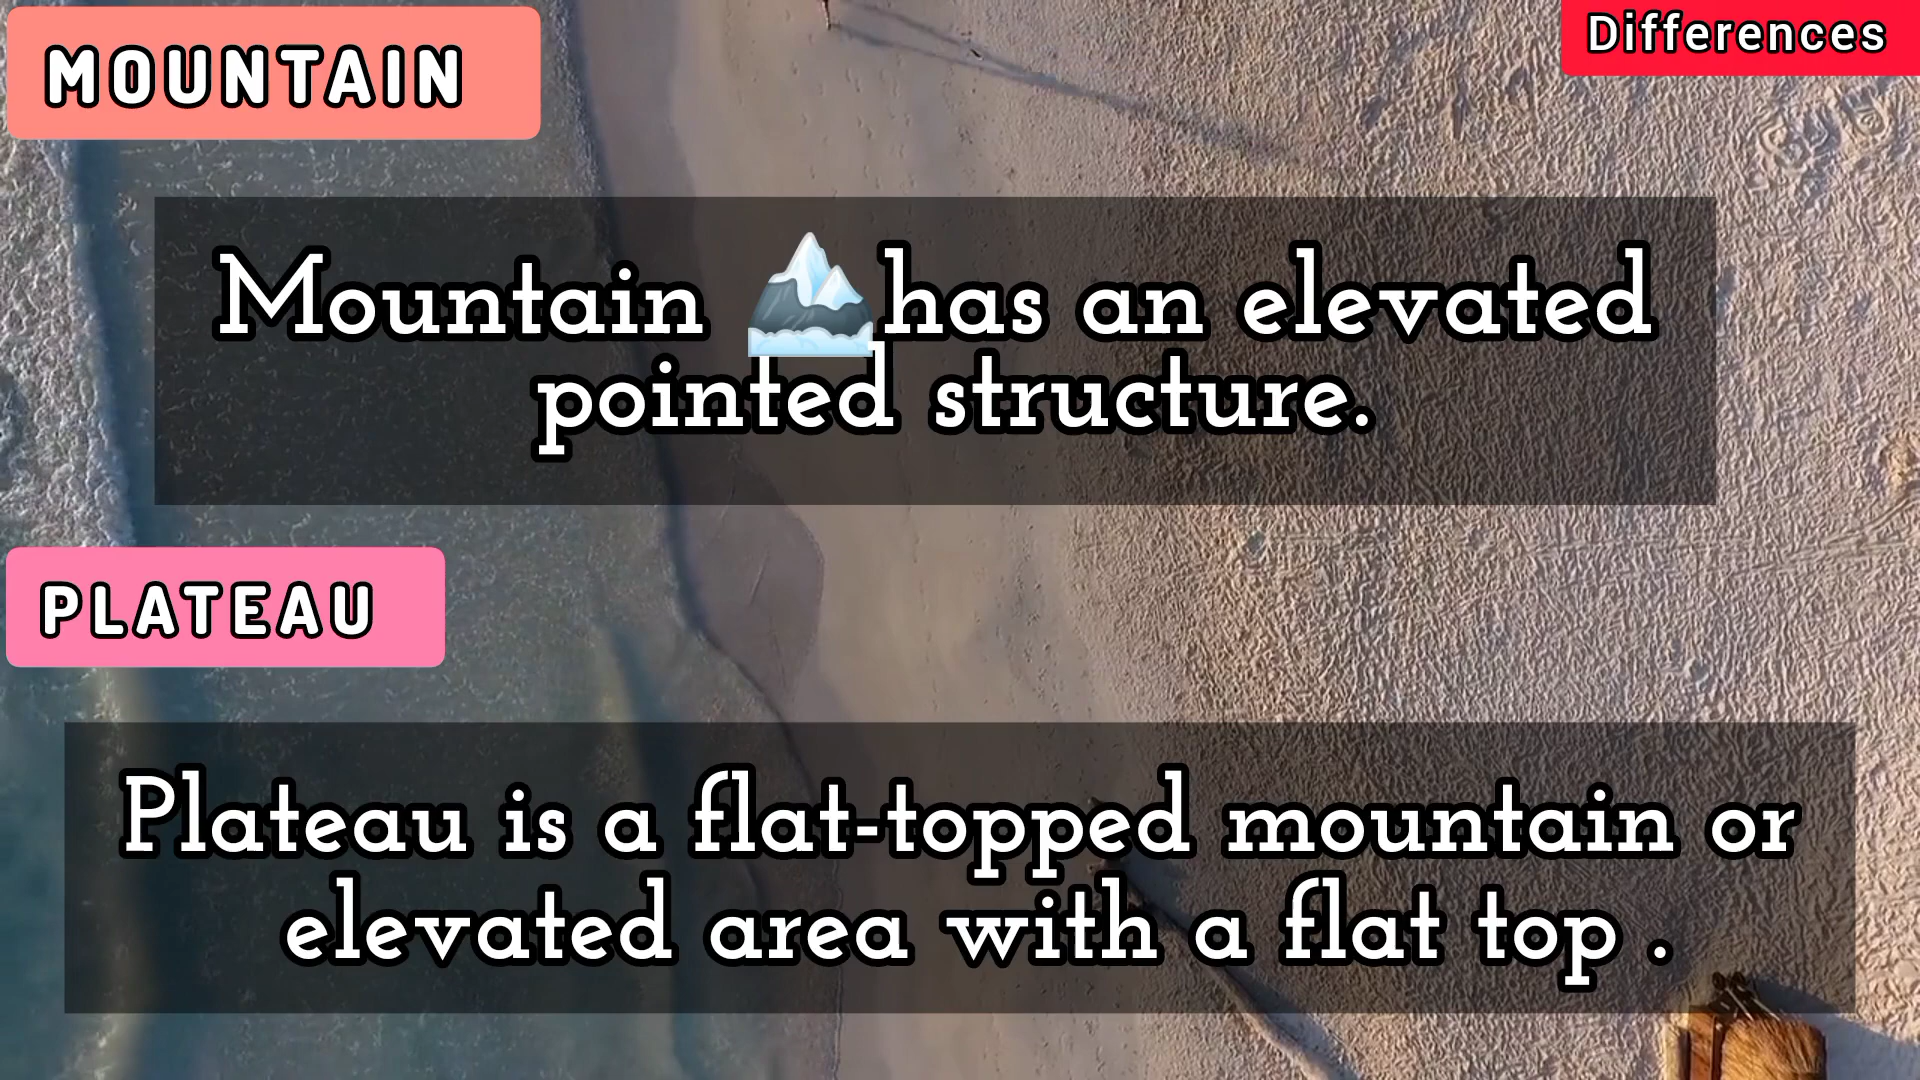 MOUNTAIN
Differences
Mountain 🏔️has an elevated
pointed structure.
PLATEAU
Plateau is a flat-topped mountain or
elevated area with a flat top .